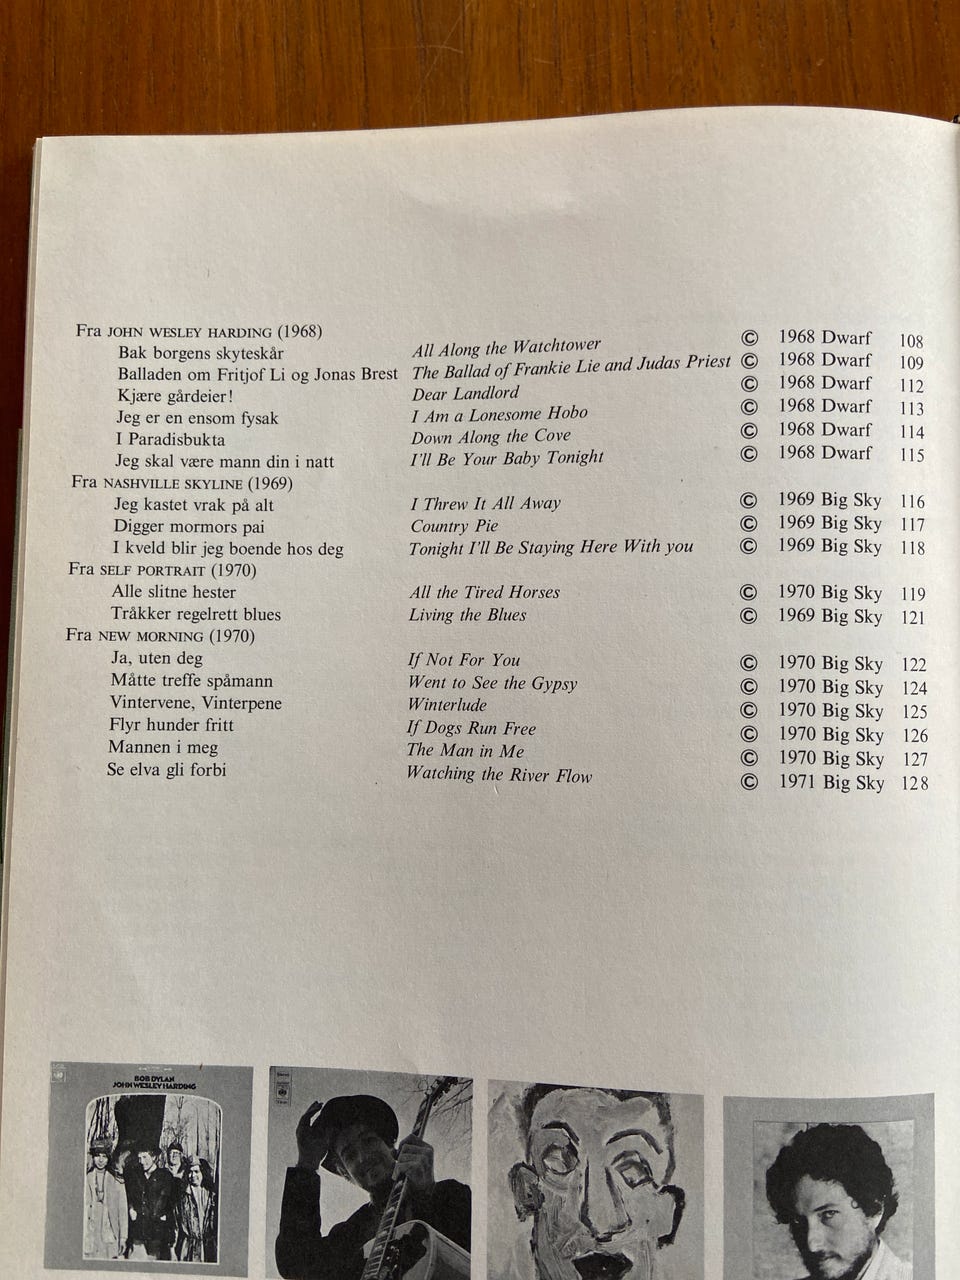 Fra JOHN WESLEY HARDING (1968)
Bak borgens skyteskår All Along the Watchtower © 1968 Dwarf 108
Balladen om Fritjof Li og Jonas Brest The Ballad of Frankie Lie and Judas Priest © 1968 Dwarf 109
Kjære gårdeier! Dear Landlord © 1968 Dwarf 112
Jeg er en ensom fysak I Am a Lonesome Hobo © 1968 Dwarf 113
I Paradisbukta Down Along the Cove © 1968 Dwarf 114
Jeg skal være mann din i natt I'll Be Your Baby Tonight © 1968 Dwarf 115
Fra NASHVILLE SKYLINE (1969)
Jeg kastet vrak på alt I Threw It All Away © 1969 Big Sky 116
Digger mormors pai Country Pie © 1969 Big Sky 117
I kveld blir jeg boende hos deg Tonight I'll Be Staying Here With you © 1969 Big Sky 118
Fra SELF PORTRAIT (1970)
Alle slitne hester All the Tired Horses © 1970 Big Sky 119
Tråkker regelrett blues Living the Blues © 1969 Big Sky 121
Fra NEW MORNING (1970)
Ja, uten deg If Not For You © 1970 Big Sky 122
Måtte treffe spåmann Went to See the Gypsy © 1970 Big Sky 124
Vintervene, Vinterpene Winterlude © 1970 Big Sky 125
Flyr hunder fritt If Dogs Run Free © 1970 Big Sky 126
Mannen i meg The Man in Me © 1970 Big Sky 127
Se elva gli forbi Watching the River Flow © 1971 Big Sky 128
BOB DYLAN
JOHN WESLEY HARDING